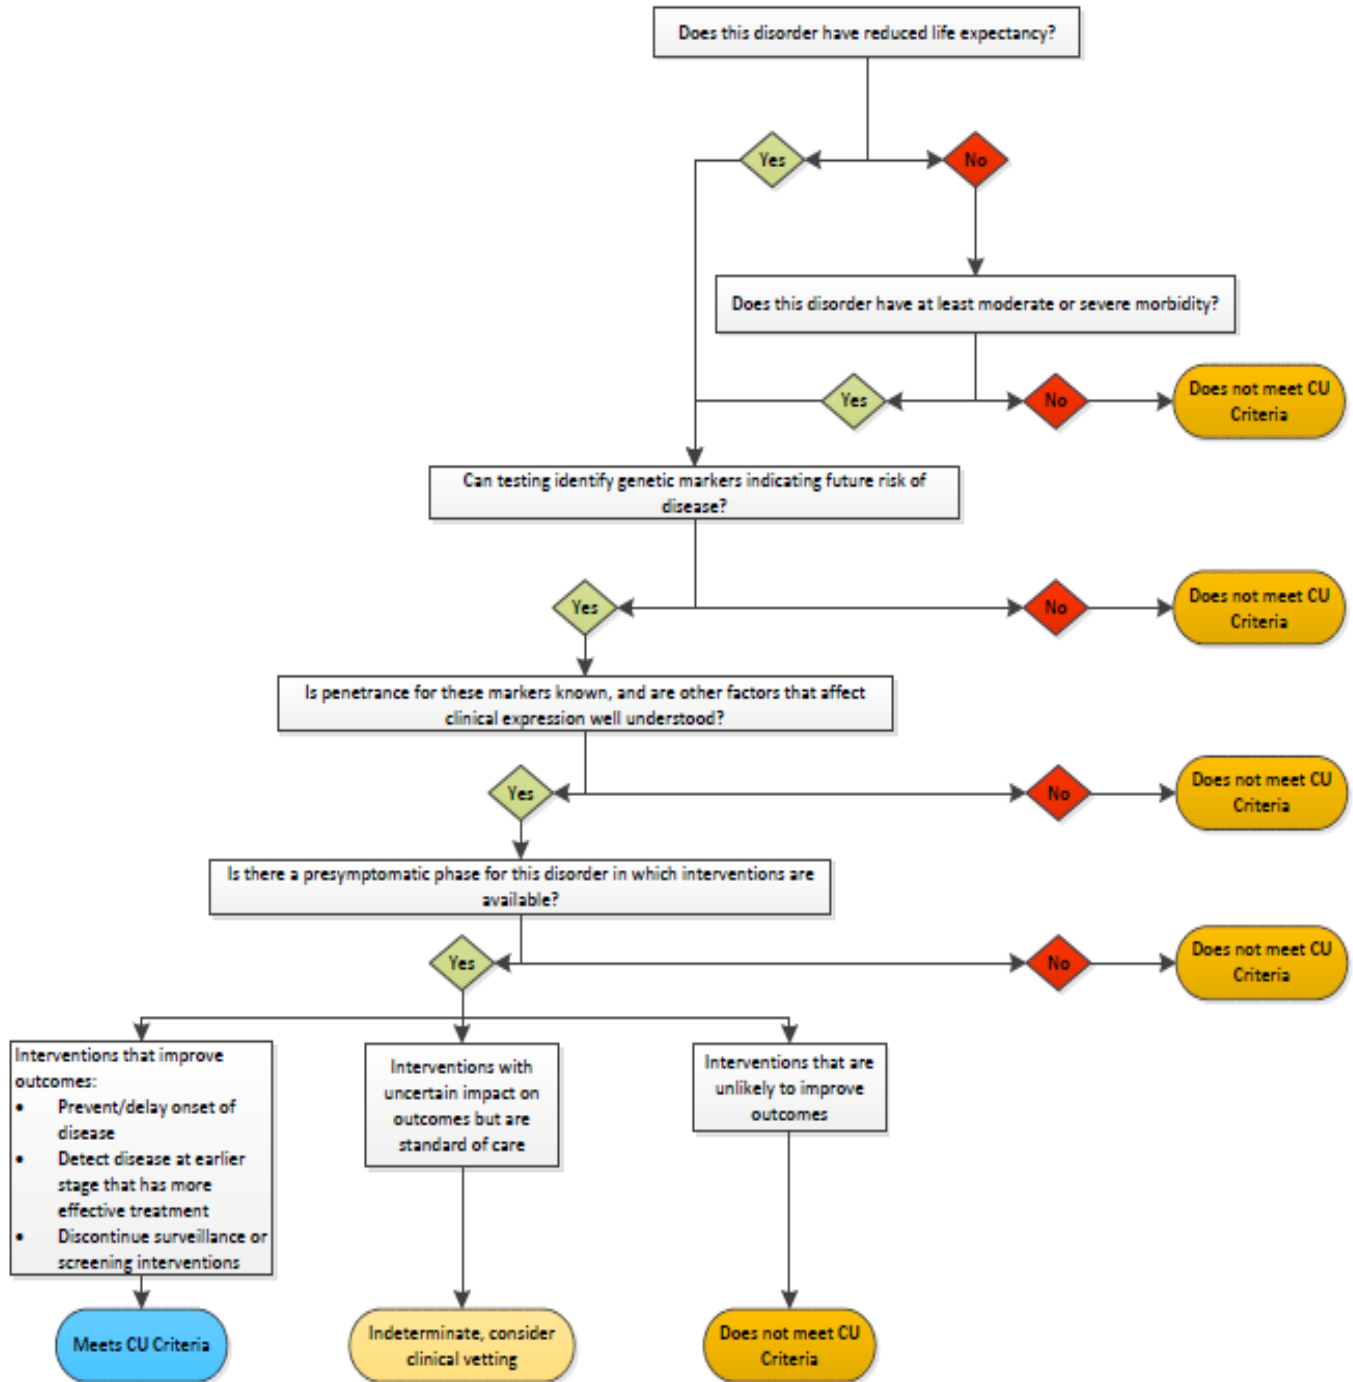 Does this disorder have reduced life expectancy?
Yes
No
Does this disorder have at least moderate or severe morbidity?
Yes
No
Does not meet CU
Criteria
Can testing identify genetic markers indicating future risk of
disease?
Yes
No
Does not meet CU
Criteria
Is penetrance for these markers known, and are other factors that affect
clinical expression well understood?
Yes
No
Does not meet CU
Criteria
Is there a presymptomatic phase for this disorder in which interventions are
available?
Yes
No
Does not meet CU
Criteria
Interventions that improve
outcomes:
• Prevent/delay onset of
disease
• Detect disease at earlier
stage that has more
effective treatment
• Discontinue surveillance or
screening interventions
Interventions with
uncertain impact on
outcomes but are
standard of care
Interventions that are
unlikely to improve
outcomes
Meets CU Criteria
Indeterminate, consider
clinical vetting
Does not meet CU
Criteria